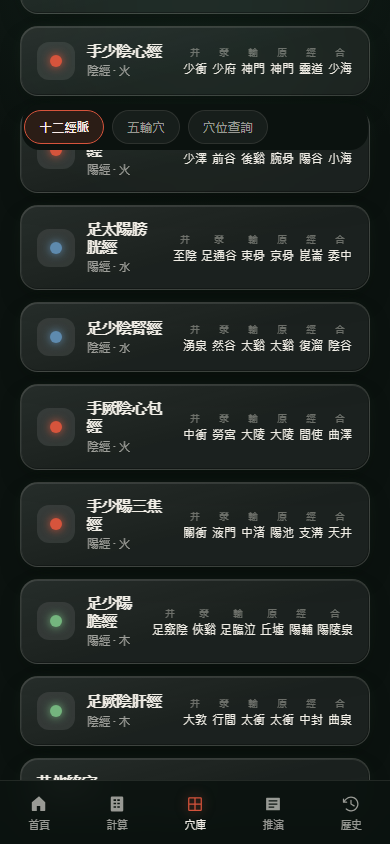 手少陰心經
陰經 - 火
井 滎 輸 原 經 合
少衝 少府 神門 神門 靈道 少海
十二經脈
五輸穴
穴位查詢
經
陽經 - 火
少澤 前谷 後谿 腕骨 陽谷 小海
足太陽膀
胱經
陽經 - 水
井 滎 輸 原 經 合
至陰 足通谷 束骨 京骨 崑崙 委中
足少陰腎經
陰經 - 水
井 滎 輸 原 經 合
湧泉 然谷 太谿 太谿 復溜 陰谷
手厥陰心包
經
陰經 - 火
井 滎 輸 原 經 合
中衝 勞宮 大陵 大陵 間使 曲澤
手少陽三焦
經
陽經 - 火
井 滎 輸 原 經 合
關衝 液門 中渚 陽池 支溝 天井
足少陽
膽經
陽經 - 木
井 滎 輸 原 經 合
足竅陰 俠谿 足臨泣 丘墟 陽輔 陽陵泉
足厥陰肝經
陰經 - 木
井 滎 輸 原 經 合
大敦 行間 太衝 太衝 中封 曲泉
首頁
計算
穴庫
推演
歷史